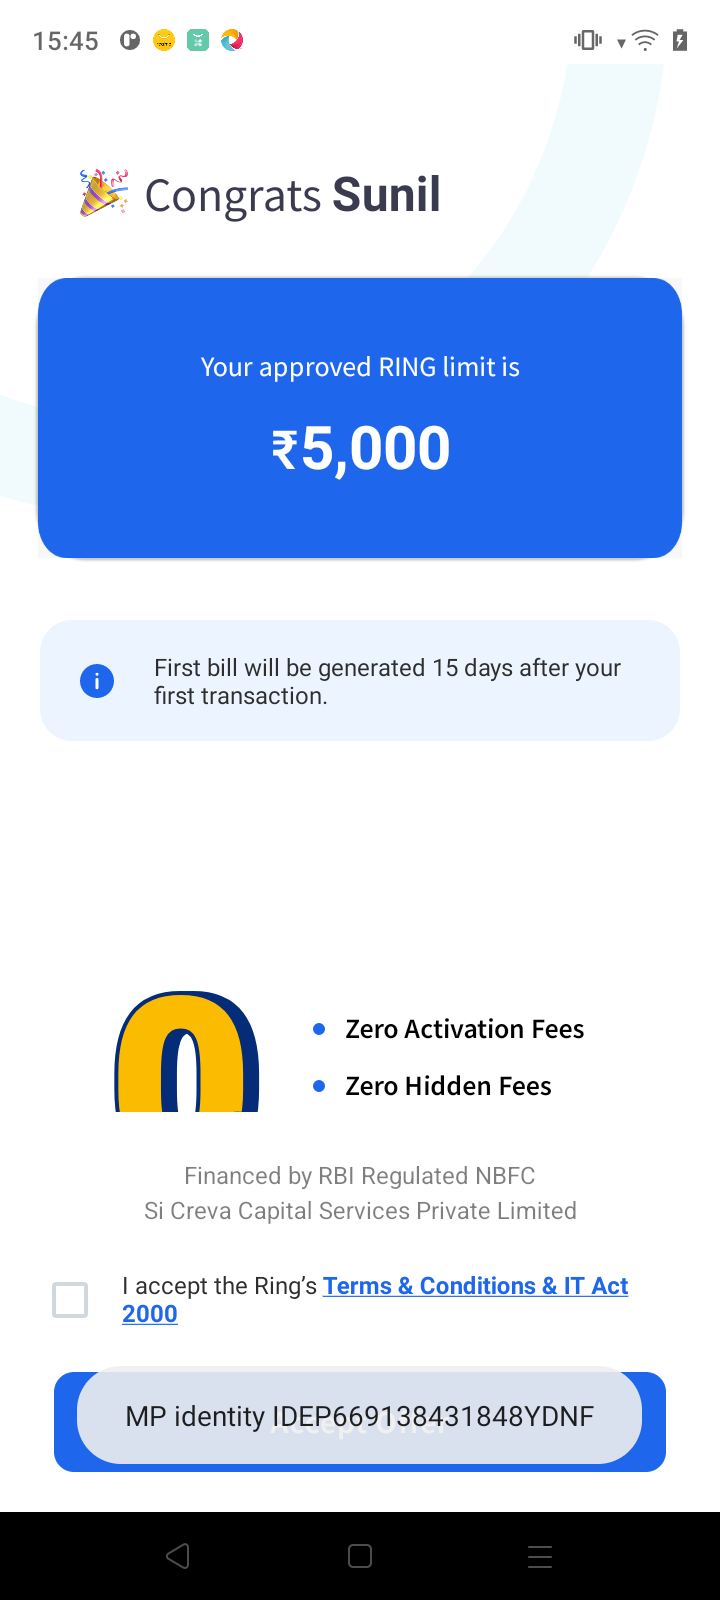 15:45
Congrats Sunil
Your approved RING limit is
₹5,000
First bill will be generated 15 days after your
first transaction.
0
Zero Activation Fees
Zero Hidden Fees
Financed by RBI Regulated NBFC
Si Creva Capital Services Private Limited
I accept the Ring’s Terms & Conditions & IT Act
2000
Accept Offer
MP identity IDEP669138431848YDNF